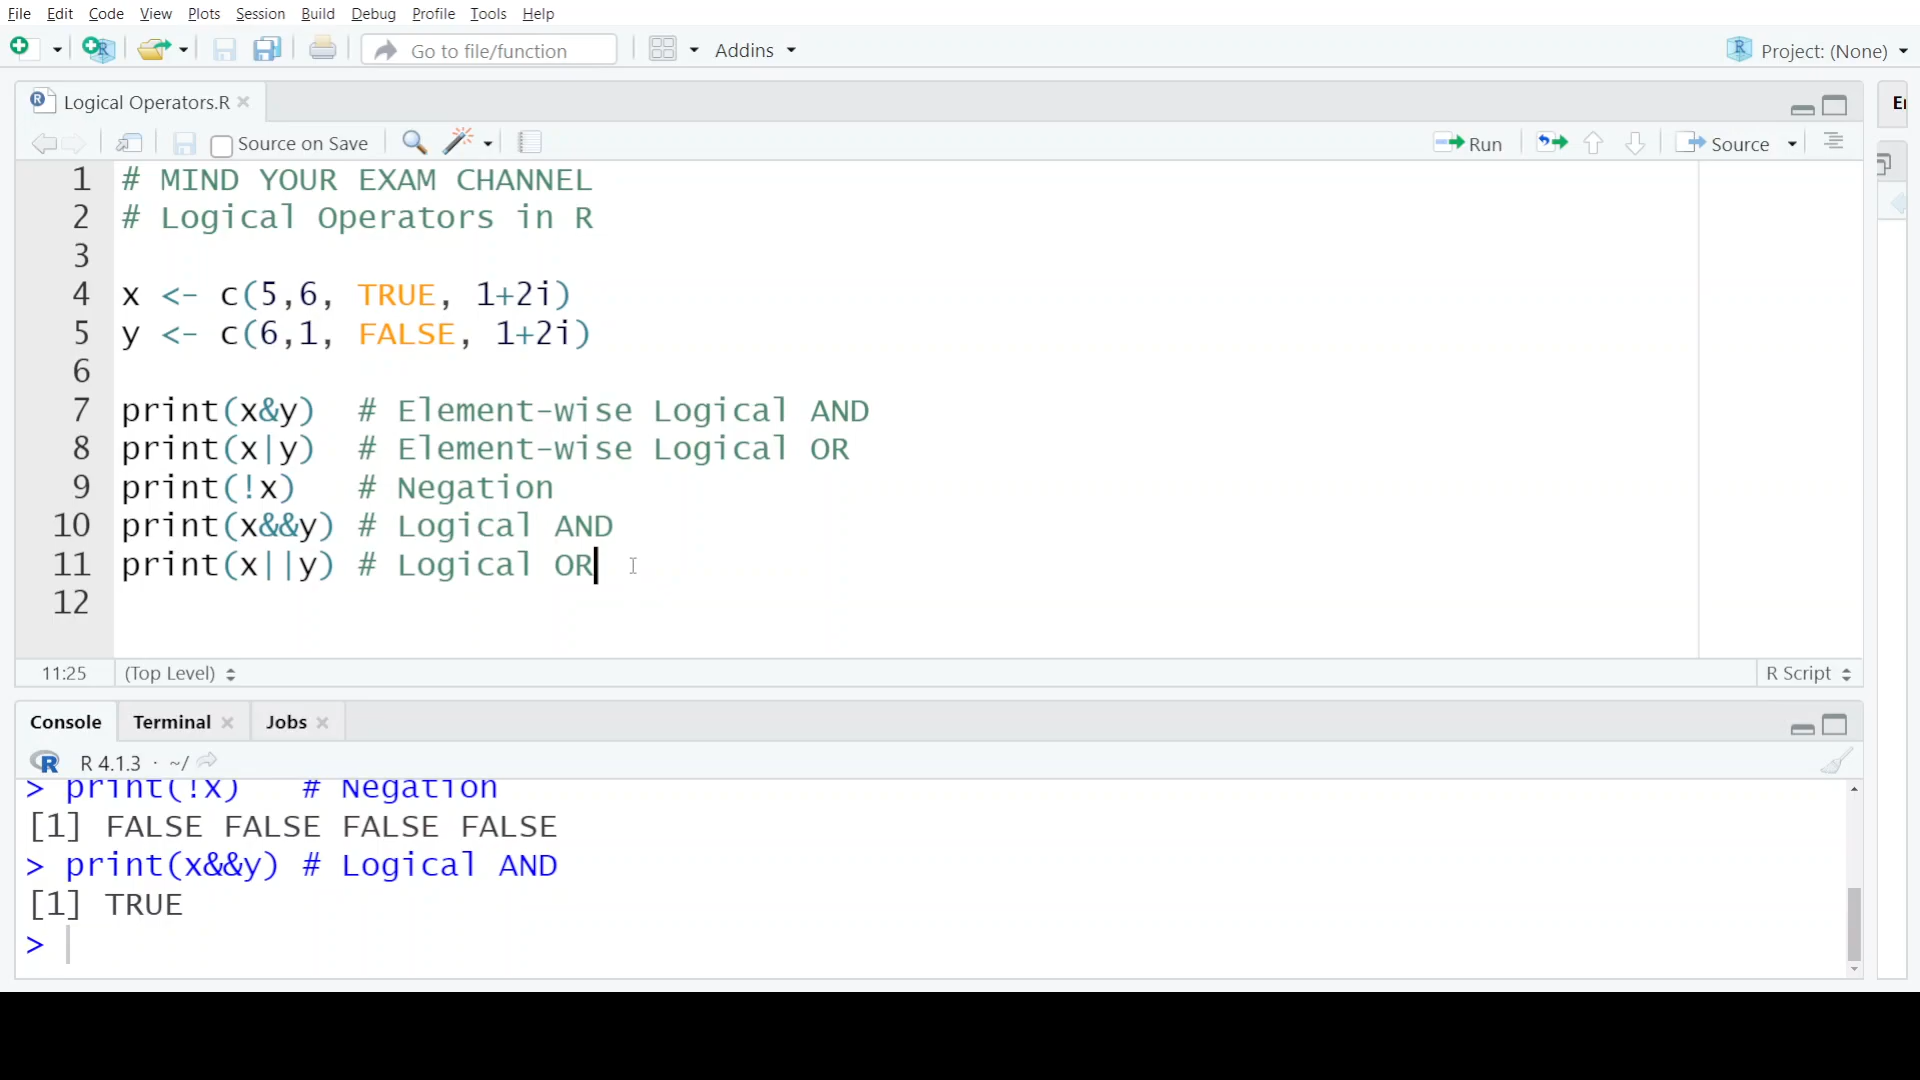 File Edit Code View Plots Session Build Debug Profile Tools Help
Go to file/function Addins Project: (None)
Logical Operators.R
Source on Save Run Source
1 # MIND YOUR EXAM CHANNEL
2 # Logical Operators in R
3
4 x <- c(5,6, TRUE, 1+2i)
5 y <- c(6,1, FALSE, 1+2i)
6
7 print(x&y) # Element-wise Logical AND
8 print(x|y) # Element-wise Logical OR
9 print(!x) # Negation
10 print(x&&y) # Logical AND
11 print(x||y) # Logical OR
12
11:25 (Top Level) R Script
Console Terminal Jobs
R 4.1.3 · ~/
> print(!x) # Negation
[1] FALSE FALSE FALSE FALSE
> print(x&&y) # Logical AND
[1] TRUE
>